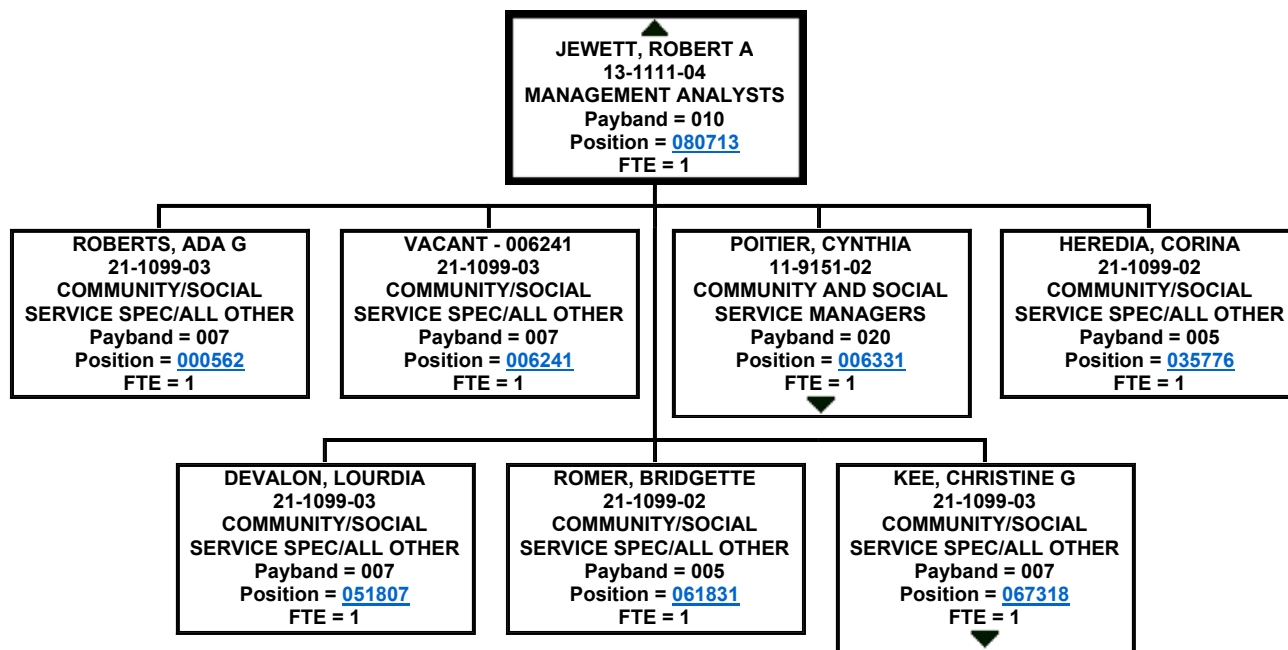 JEWETT, ROBERT A
13-1111-04
MANAGEMENT ANALYSTS
Payband = 010
Position = 080713
FTE = 1
ROBERTS, ADA G
21-1099-03
COMMUNITY/SOCIAL
SERVICE SPEC/ALL OTHER
Payband = 007
Position = 000562
FTE = 1
VACANT - 006241
21-1099-03
COMMUNITY/SOCIAL
SERVICE SPEC/ALL OTHER
Payband = 007
Position = 006241
FTE = 1
POITIER, CYNTHIA
11-9151-02
COMMUNITY AND SOCIAL
SERVICE MANAGERS
Payband = 020
Position = 006331
FTE = 1
HEREDIA, CORINA
21-1099-02
COMMUNITY/SOCIAL
SERVICE SPEC/ALL OTHER
Payband = 005
Position = 035776
FTE = 1
DEVALON, LOURDIA
21-1099-03
COMMUNITY/SOCIAL
SERVICE SPEC/ALL OTHER
Payband = 007
Position = 051807
FTE = 1
ROMER, BRIDGETTE
21-1099-02
COMMUNITY/SOCIAL
SERVICE SPEC/ALL OTHER
Payband = 005
Position = 061831
FTE = 1
KEE, CHRISTINE G
21-1099-03
COMMUNITY/SOCIAL
SERVICE SPEC/ALL OTHER
Payband = 007
Position = 067318
FTE = 1